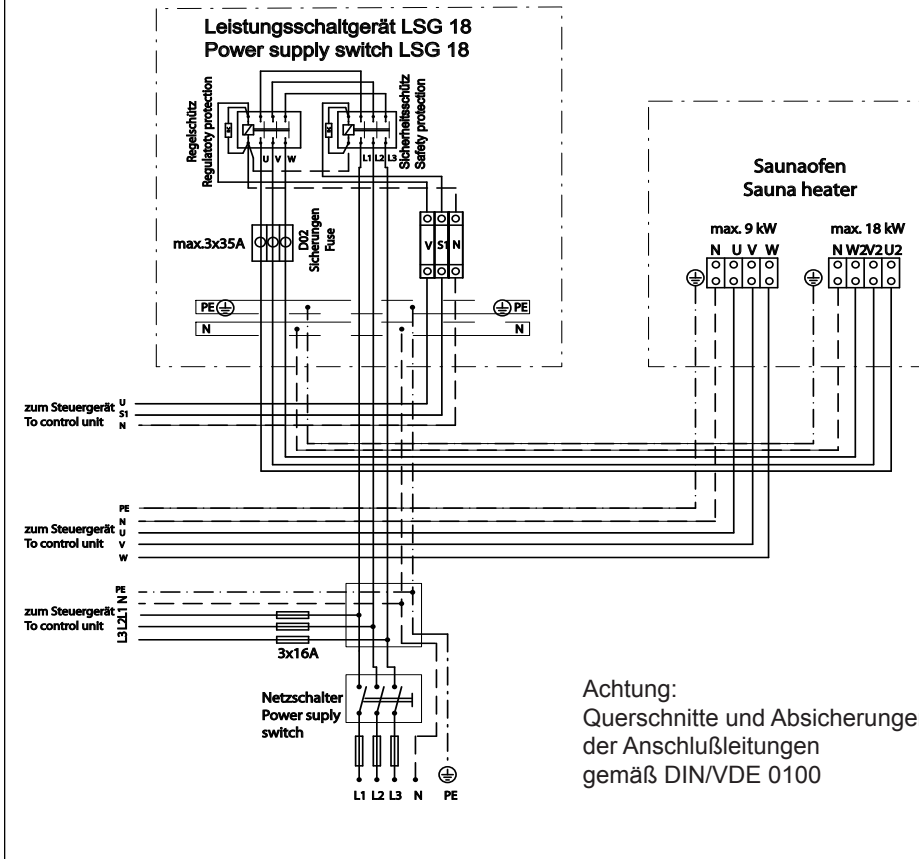 Leistungsschaltgerät LSG 18
Power supply switch LSG 18
Regelschütz
Regulatoty protection
Sicherheitsschütz
Safety protection
U V W
L1 L2 L3
max.3x35A
D02
Sicherungen
Fuse
V S1 N
PE
PE
N
N
Saunaofen
Sauna heater
max. 9 kW
max. 18 kW
N U V W
N W2 V2 U2
zum Steuergerät
To control unit
U
S1
N
zum Steuergerät
To control unit
PE
N
U
V
W
zum Steuergerät
To control unit
PE
N
L1
L2
L3
3x16A
Netzschalter
Power suply
switch
L1 L2 L3 N PE
Achtung:
Querschnitte und Absicherunge
der Anschlußleitungen
gemäß DIN/VDE 0100